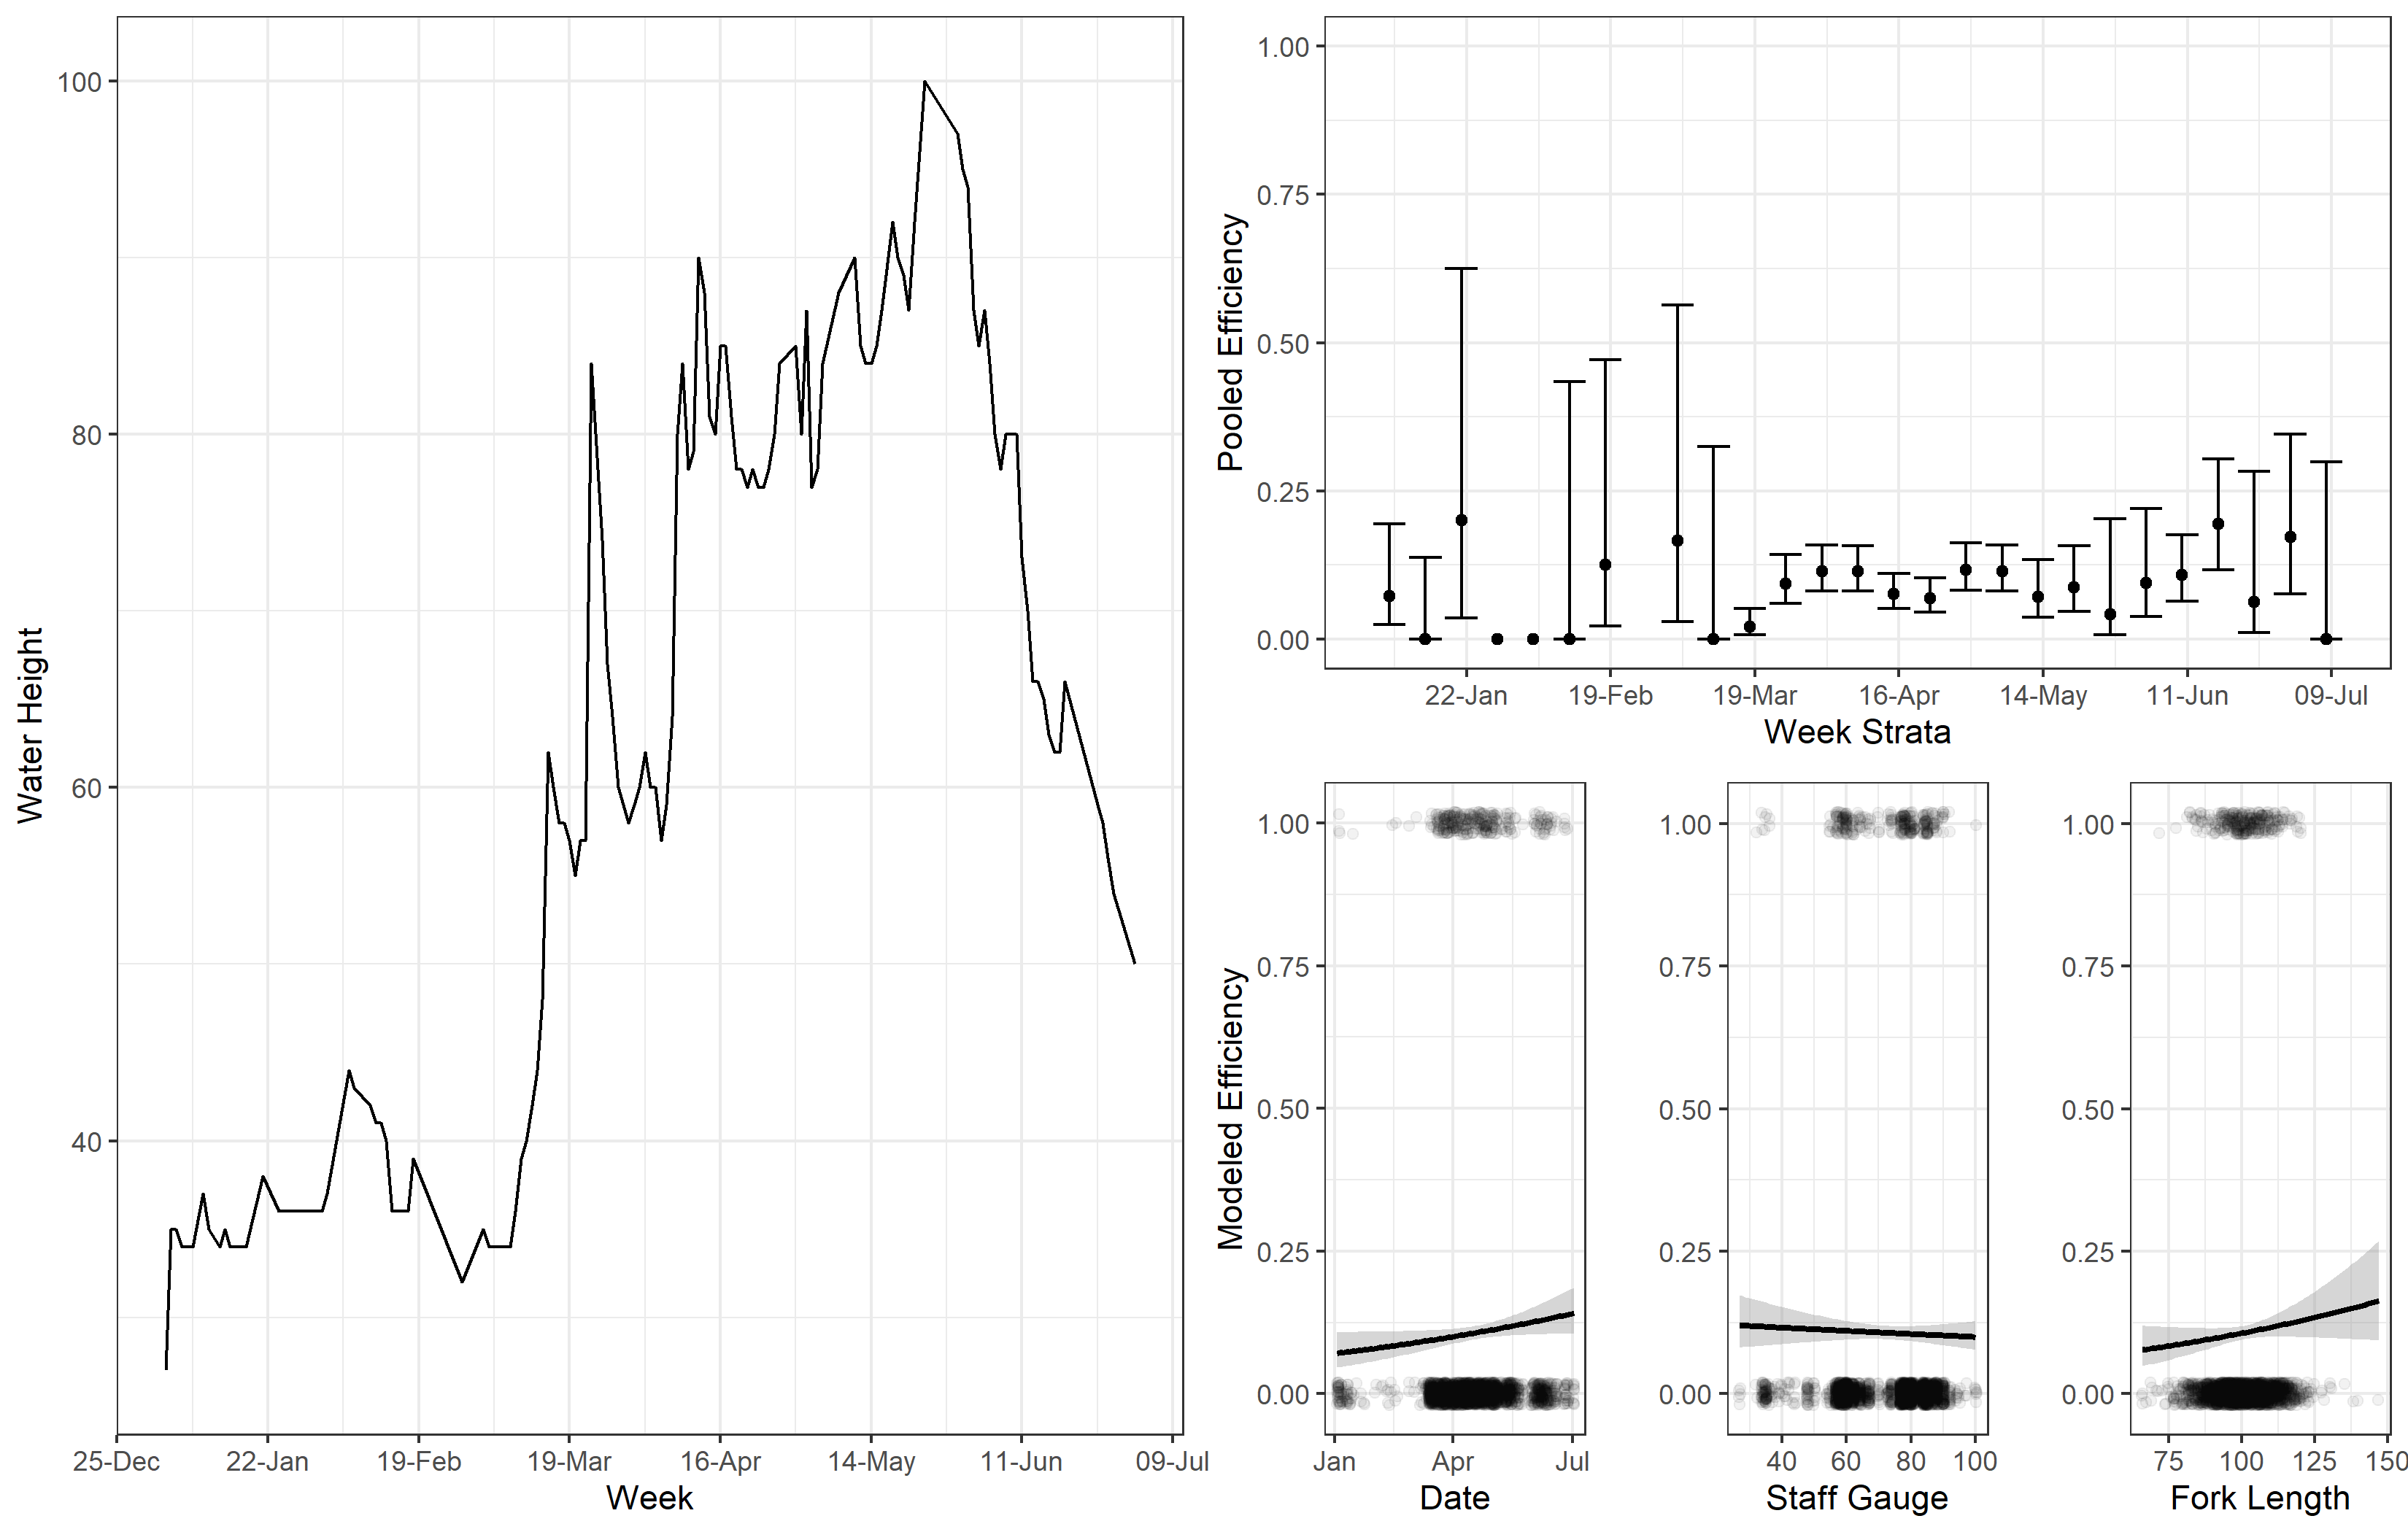 Water Height
100
80
60
40
25-Dec 22-Jan 19-Feb 19-Mar 16-Apr 14-May 11-Jun 09-Jul
Week
Pooled Efficiency
1.00
0.75
0.50
0.25
0.00
22-Jan 19-Feb 19-Mar 16-Apr 14-May 11-Jun 09-Jul
Week Strata
Modeled Efficiency
1.00
0.75
0.50
0.25
0.00
Jan Apr Jul
Date
1.00
0.75
0.50
0.25
0.00
40 60 80 100
Staff Gauge
1.00
0.75
0.50
0.25
0.00
75 100 125 150
Fork Length